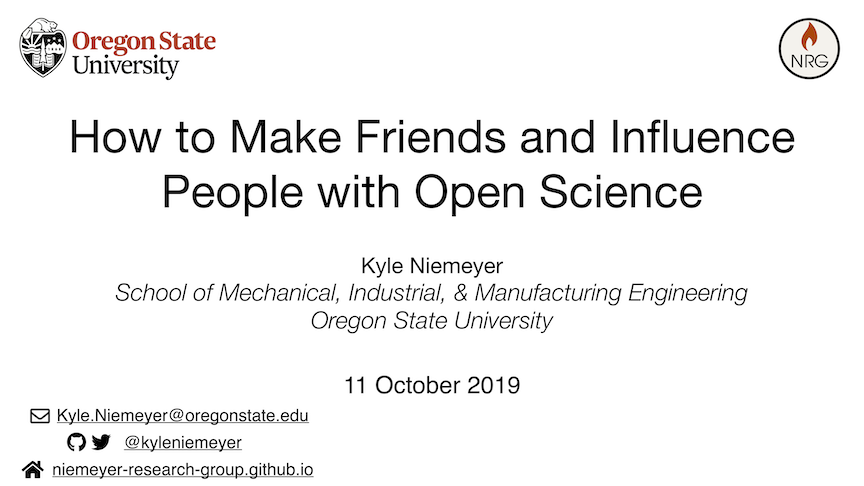 Oregon State
University
NRG
How to Make Friends and Influence
People with Open Science
Kyle Niemeyer
School of Mechanical, Industrial, & Manufacturing Engineering
Oregon State University
11 October 2019
Kyle.Niemeyer@oregonstate.edu
@kyleniemeyer
niemeyer-research-group.github.io